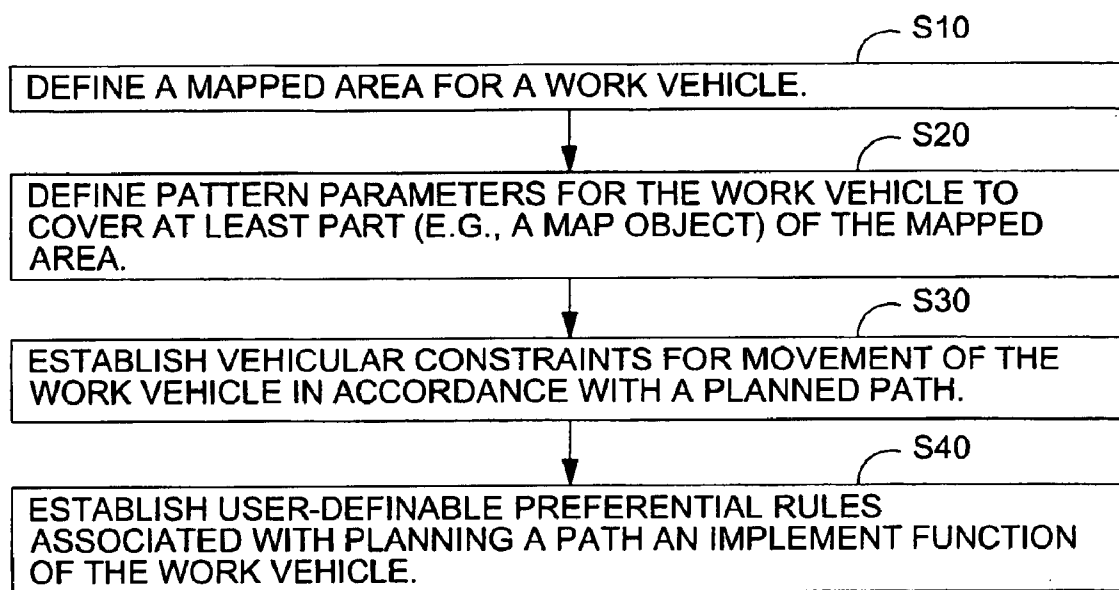 S10
DEFINE A MAPPED AREA FOR A WORK VEHICLE.
S20
DEFINE PATTERN PARAMETERS FOR THE WORK VEHICLE TO
COVER AT LEAST PART (E.G., A MAP OBJECT) OF THE MAPPED
AREA.
S30
ESTABLISH VEHICULAR CONSTRAINTS FOR MOVEMENT OF THE
WORK VEHICLE IN ACCORDANCE WITH A PLANNED PATH.
S40
ESTABLISH USER-DEFINABLE PREFERENTIAL RULES
ASSOCIATED WITH PLANNING A PATH AN IMPLEMENT FUNCTION
OF THE WORK VEHICLE.